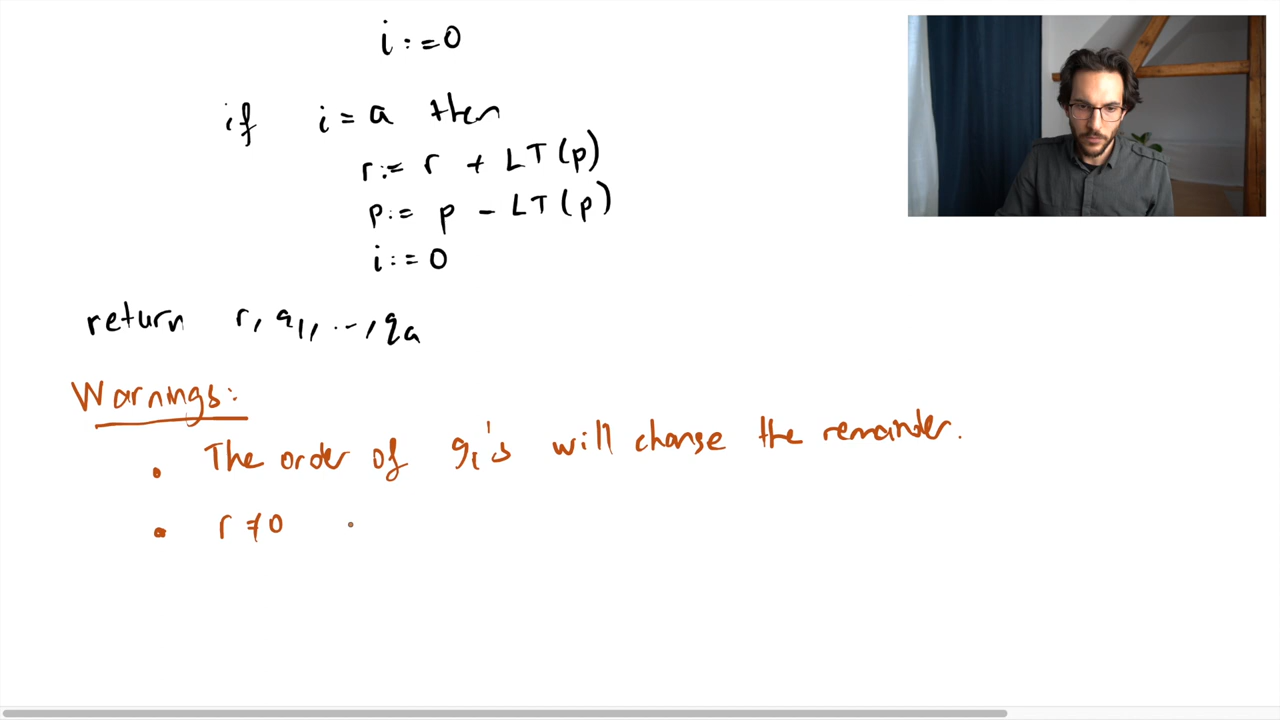 i:=0
if i=a then
r:= r + LT(p)
p:= p - LT(p)
i:=0
return r, q1, ..., qa
Warnings:
• The order of gi's will change the remainder.
• r≠0